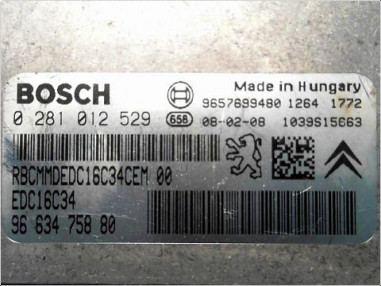 BOSCH
Made in Hungary
9657899480 1264 1772
0 281 012 529 658 08-02-08 1039S15663
RBCMMDEDC16C34CEM 00
EDC16C34
96 634 758 80